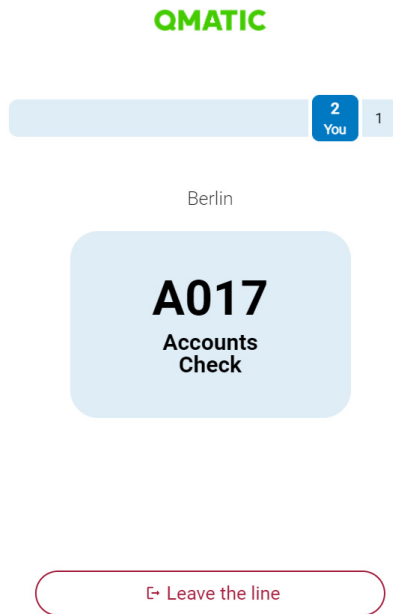 QMATIC
2
You
1
Berlin
A017
Accounts
Check
Leave the line